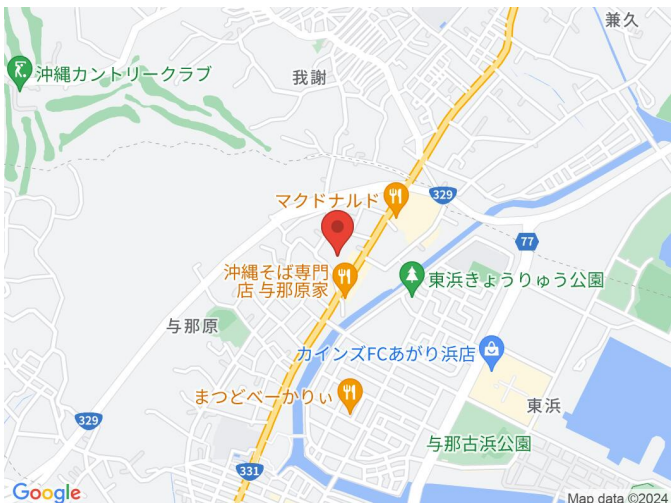 兼久
沖縄カントリークラブ
我謝
マクドナルド
329
77
沖縄そば専門
店 与那原家
東浜きょうりゅう公園
与那原
カインズFCあがり浜店
まつどべーかりぃ
東浜
329
与那古浜公園
331
Google
Map data ©2024